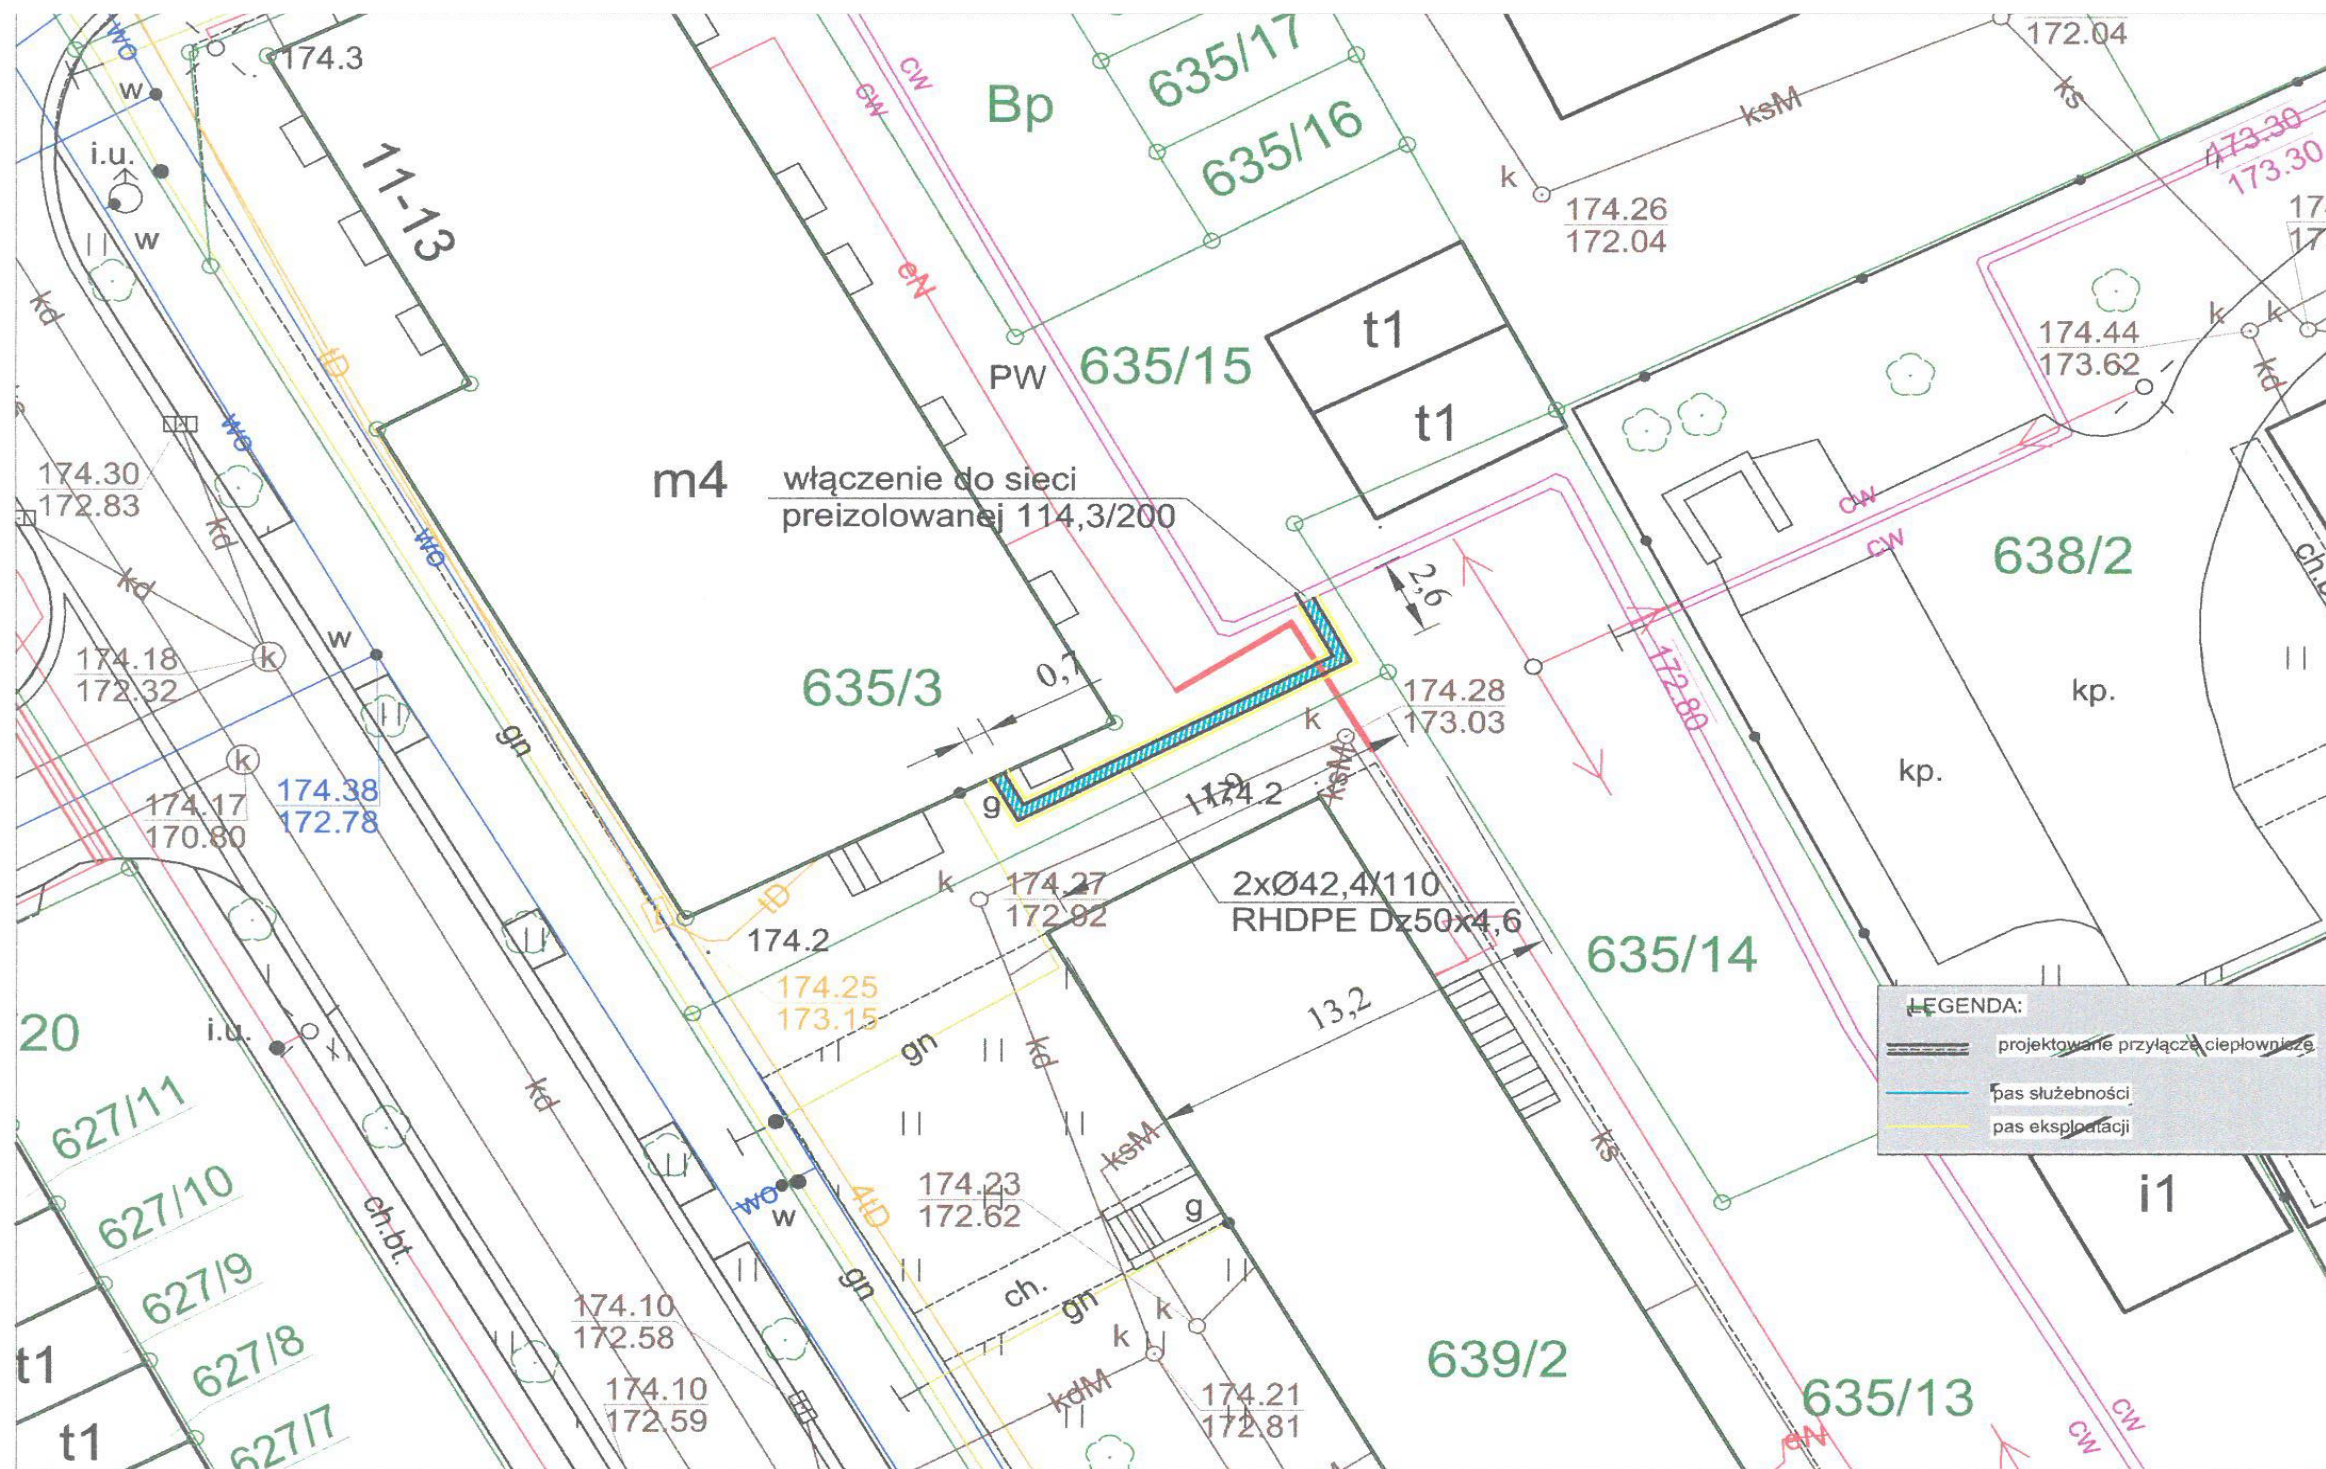 wo
174.3
cw
cw
Bp
635/17
635/16
ksM
172.04
ks
173.30
173.30
w
i.u.
w
11-13
k
174.26
172.04
kd
eN
tD
PW
635/15
t1
t1
174.44
173.62
k
k
kd
wo
174.30
172.83
kd
kd
wo
m4
włączenie do sieci
preizolowanej 114,3/200
cw
cw
638/2
2,6
w
k
174.18
172.32
635/3
0,7
172.80
kp.
kp.
k
174.28
173.03
gn
k
174.38
172.78
174.17
170.80
g
174.2
ksM
k
174.27
172.92
2xØ42,4/110
RHDPE Dz50x4,6
tD
174.2
174.25
173.15
635/14
13,2
20
i.u.
gn
kd
kd
LEGENDA:
projektowane przyłącze ciepłownicze
pas służebności
pas eksploatacji
627/11
627/10
627/9
627/8
627/7
ch.bt.
ksM
ks
174.23
172.62
g
wo
w
4tD
i1
gn
ch.
gn
k
k
174.10
172.58
174.10
172.59
kdM
174.21
172.81
639/2
635/13
eN
cw
cw
t1
t1